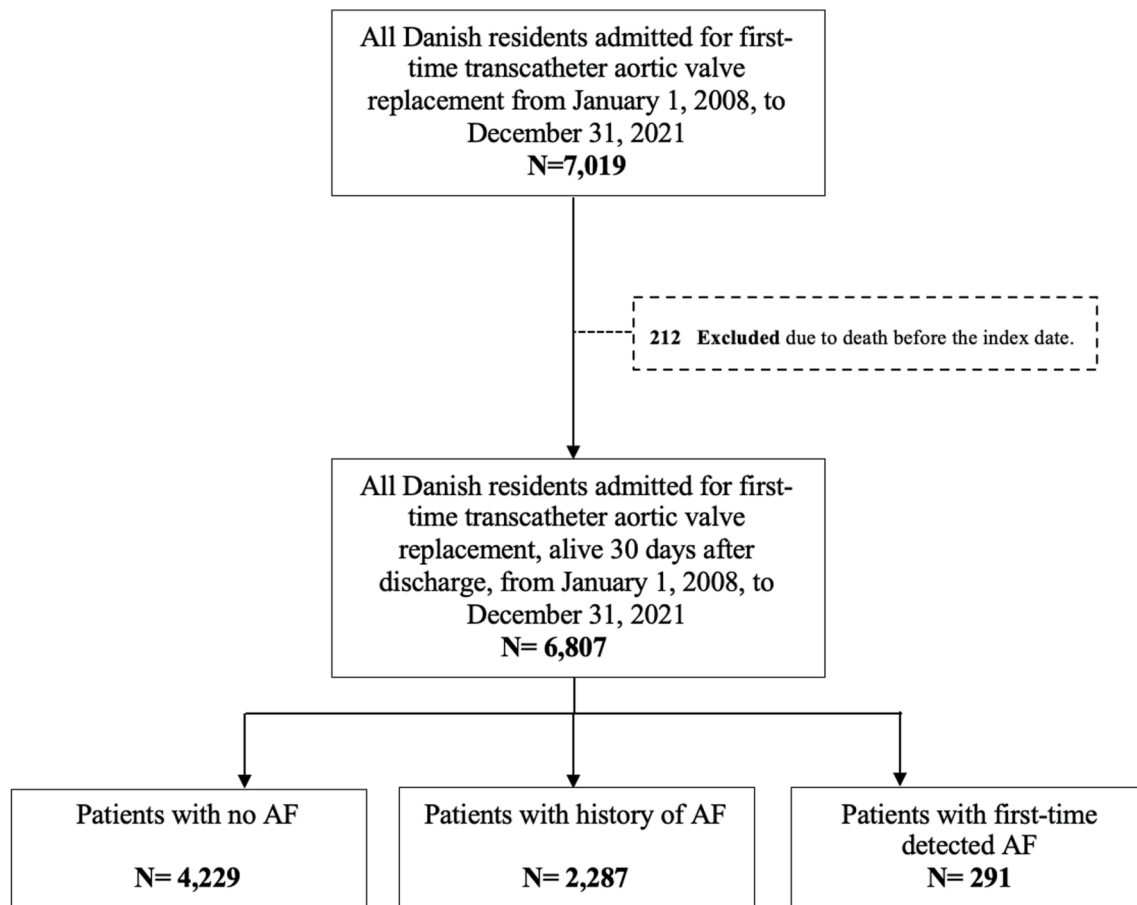 All Danish residents admitted for first-
time transcatheter aortic valve
replacement from January 1, 2008, to
December 31, 2021
N=7,019
212 Excluded due to death before the index date.
All Danish residents admitted for first-
time transcatheter aortic valve
replacement, alive 30 days after
discharge, from January 1, 2008, to
December 31, 2021
N= 6,807
Patients with no AF
N= 4,229
Patients with history of AF
N= 2,287
Patients with first-time
detected AF
N= 291